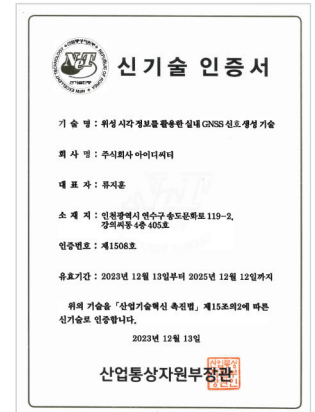 NET
신기술 인증서
기 술 명 : 위성 시각 정보를 활용한 실내 GNSS 신호 생성 기술
회 사 명 : 주식회사 아이디씨티
대 표 자 : 류지훈
소 재 지 : 인천광역시 연수구 송도문화로 119-2,
강의씨동 4층 405호
인증번호 : 제1508호
유효기간 : 2023년 12월 13일부터 2025년 12월 12일까지
위의 기술을 「산업기술혁신 촉진법」 제15조의2에 따른
신기술로 인증합니다.
2023년 12월 13일
산업통상자원부장관